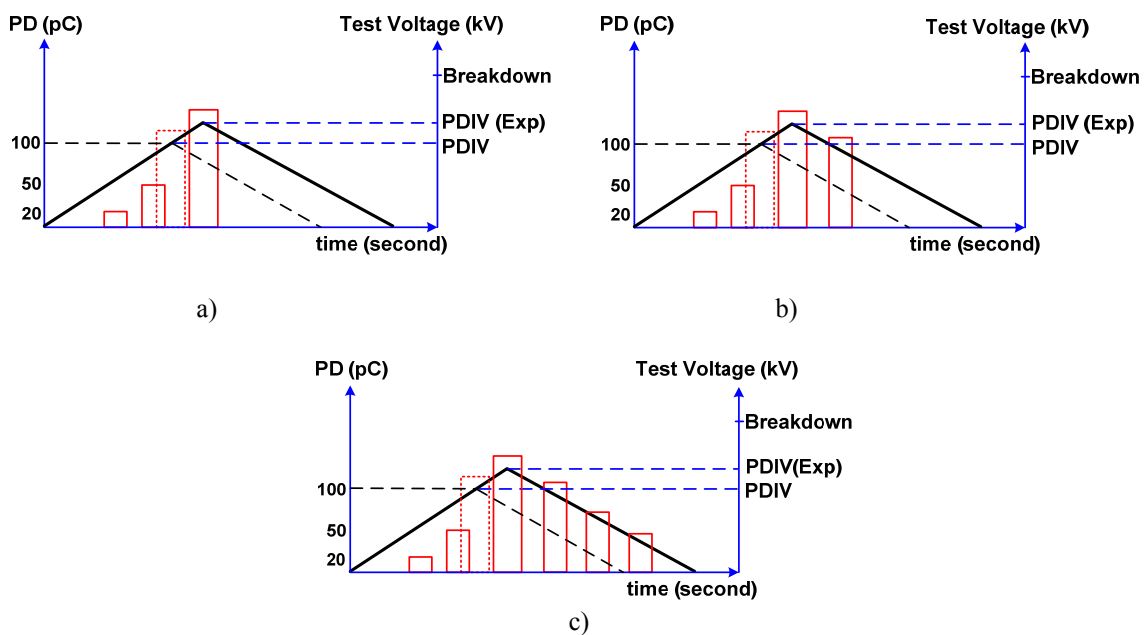 PD (pC)
Test Voltage (kV)
Breakdown
PDIV (Exp)
PDIV
100
50
20
time (second)
a)
PD (pC)
Test Voltage (kV)
Breakdown
PDIV (Exp)
PDIV
100
50
20
time (second)
b)
PD (pC)
Test Voltage (kV)
Breakdown
PDIV(Exp)
PDIV
100
50
20
time (second)
c)